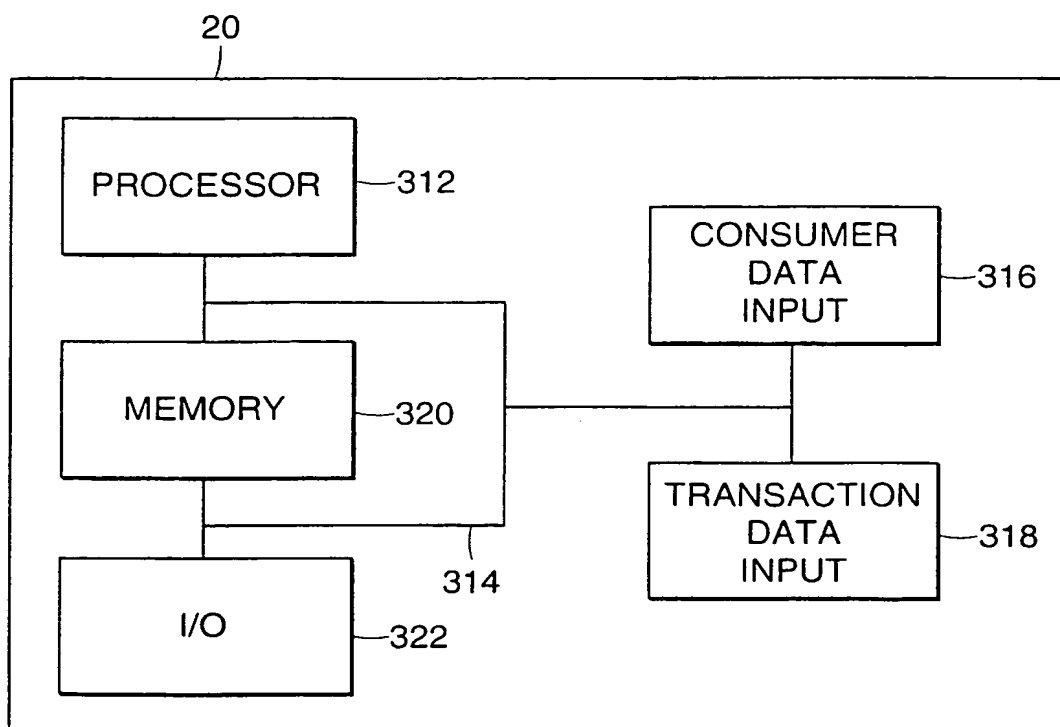 20
PROCESSOR
312
CONSUMER
DATA
INPUT
316
MEMORY
320
TRANSACTION
DATA
INPUT
318
314
I/O
322